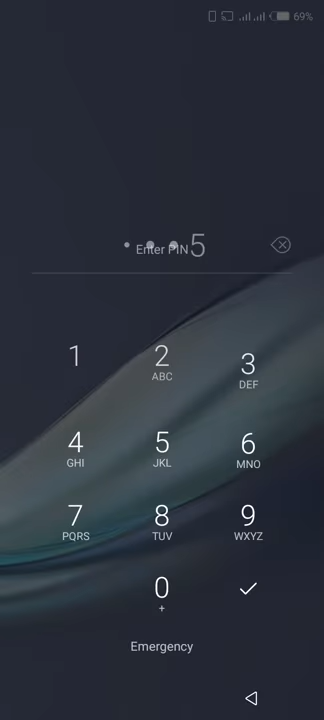 69%
Enter PIN
5
1
2
ABC
3
DEF
4
GHI
5
JKL
6
MNO
7
PQRS
8
TUV
9
WXYZ
0
+
Emergency